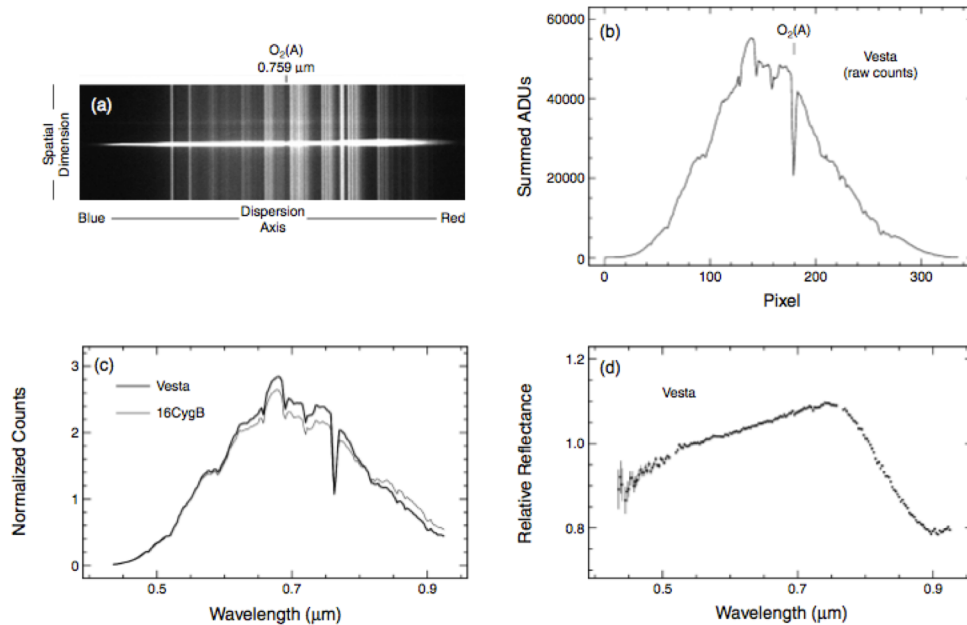 O₂(A)
0.759 μm
(a)
Spatial
Dimension
Blue
Dispersion
Axis
Red
(b)
O₂(A)
Vesta
(raw counts)
60000
40000
20000
0
Summed ADUs
0
100
200
300
Pixel
(c)
Vesta
16CygB
3
2
1
0
Normalized Counts
0.5
0.7
0.9
Wavelength (μm)
(d)
Vesta
1.2
1.0
0.8
Relative Reflectance
0.5
0.7
0.9
Wavelength (μm)